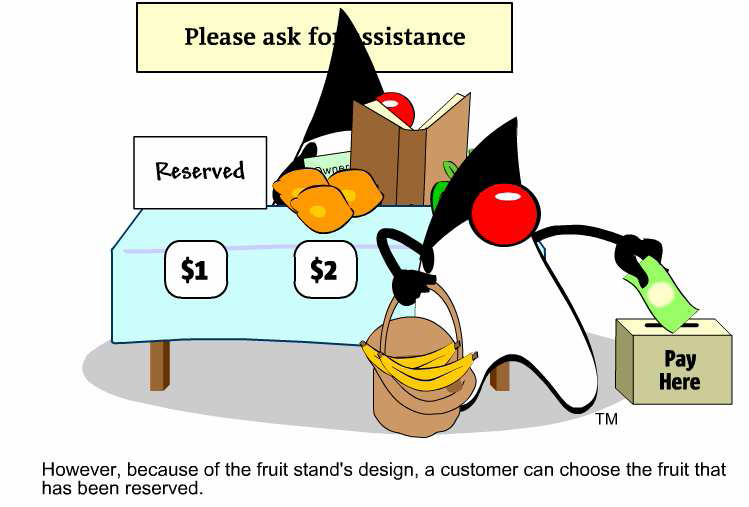 Please ask for assistance
Reserved
Owner
$1
$2
Pay
Here
TM
However, because of the fruit stand's design, a customer can choose the fruit that
has been reserved.